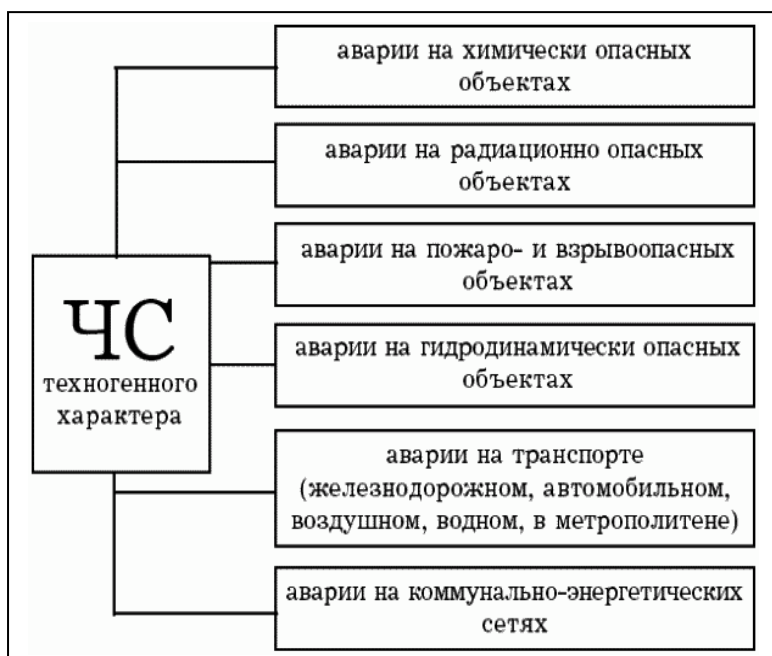 аварии на химически опасных
объектах
аварии на радиационно опасных
объектах
аварии на пожаро- и взрывоопасных
объектах
ЧС
техногенного
характера
аварии на гидродинамически опасных
объектах
аварии на транспорте
(железнодорожном, автомобильном,
воздушном, водном, в метрополитене)
аварии на коммунально-энергетических
сетях